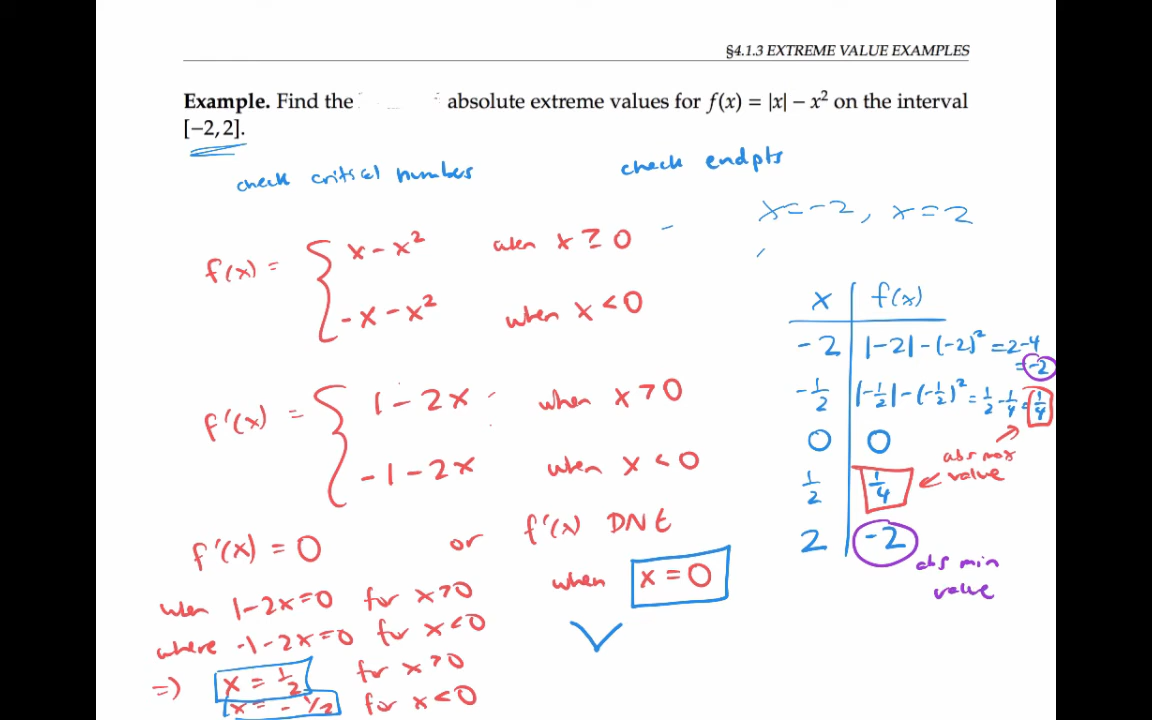 §4.1.3 EXTREME VALUE EXAMPLES
Example. Find the absolute extreme values for f(x) = |x| − x² on the interval
[−2, 2].
check critical numbers
check endpts
x = -2, x = 2
f(x) = { x - x² when x ≥ 0
-x - x² when x < 0
f'(x) = { 1 - 2x when x > 0
-1 - 2x when x < 0
f'(x) = 0 or f'(x) DNE
when x = 0
when 1-2x=0 for x>0
where -1-2x=0 for x<0
=> x = 1/2 for x>0
x = -1/2 for x<0
x | f(x)
-2 | |-2| - (-2)² = 2-4
= -2
-1/2 | |-1/2| - (-1/2)² = 1/2 - 1/4 = 1/4
0 | 0
abs max
value
1/2 | 1/4
2 | -2
abs min
value